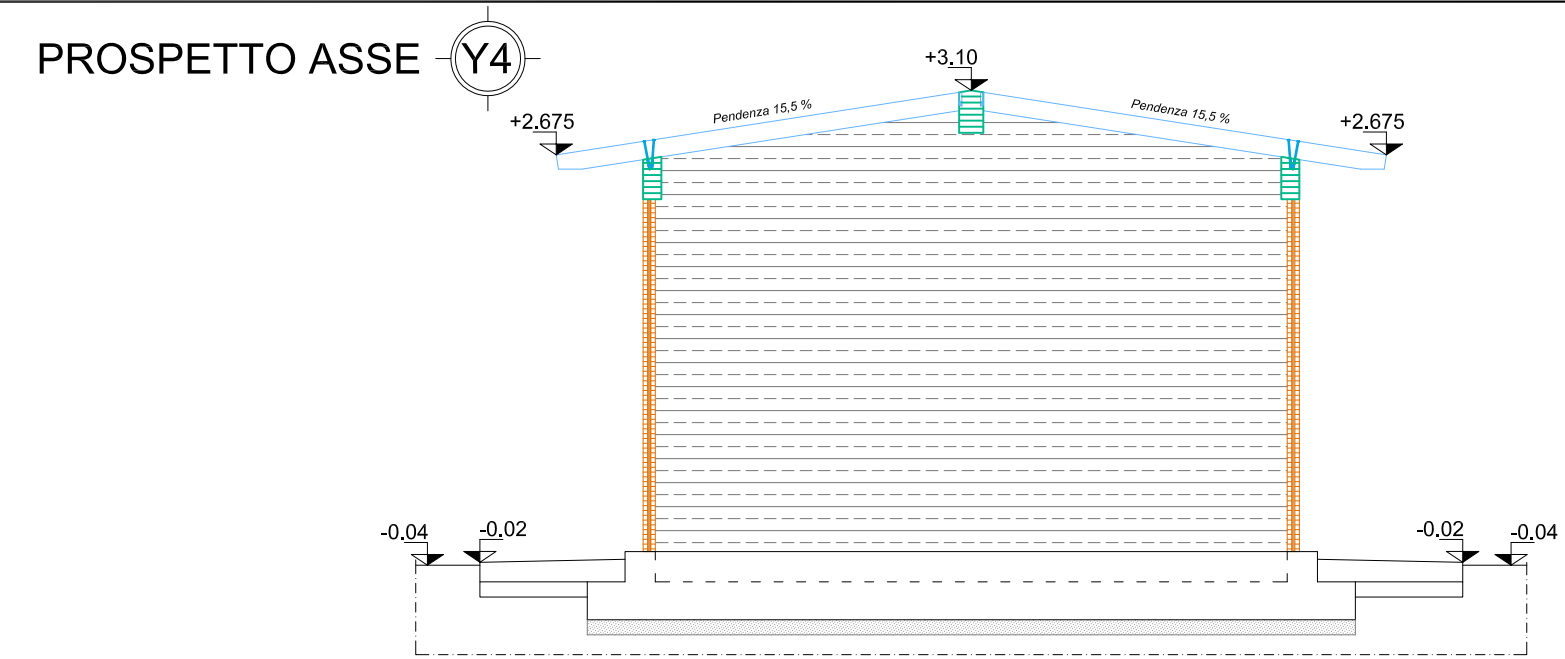 PROSPETTO ASSE Y4
+3.10
+2.675
Pendenza 15,5 %
Pendenza 15,5 %
+2.675
-0.04
-0.02
-0.02
-0.04